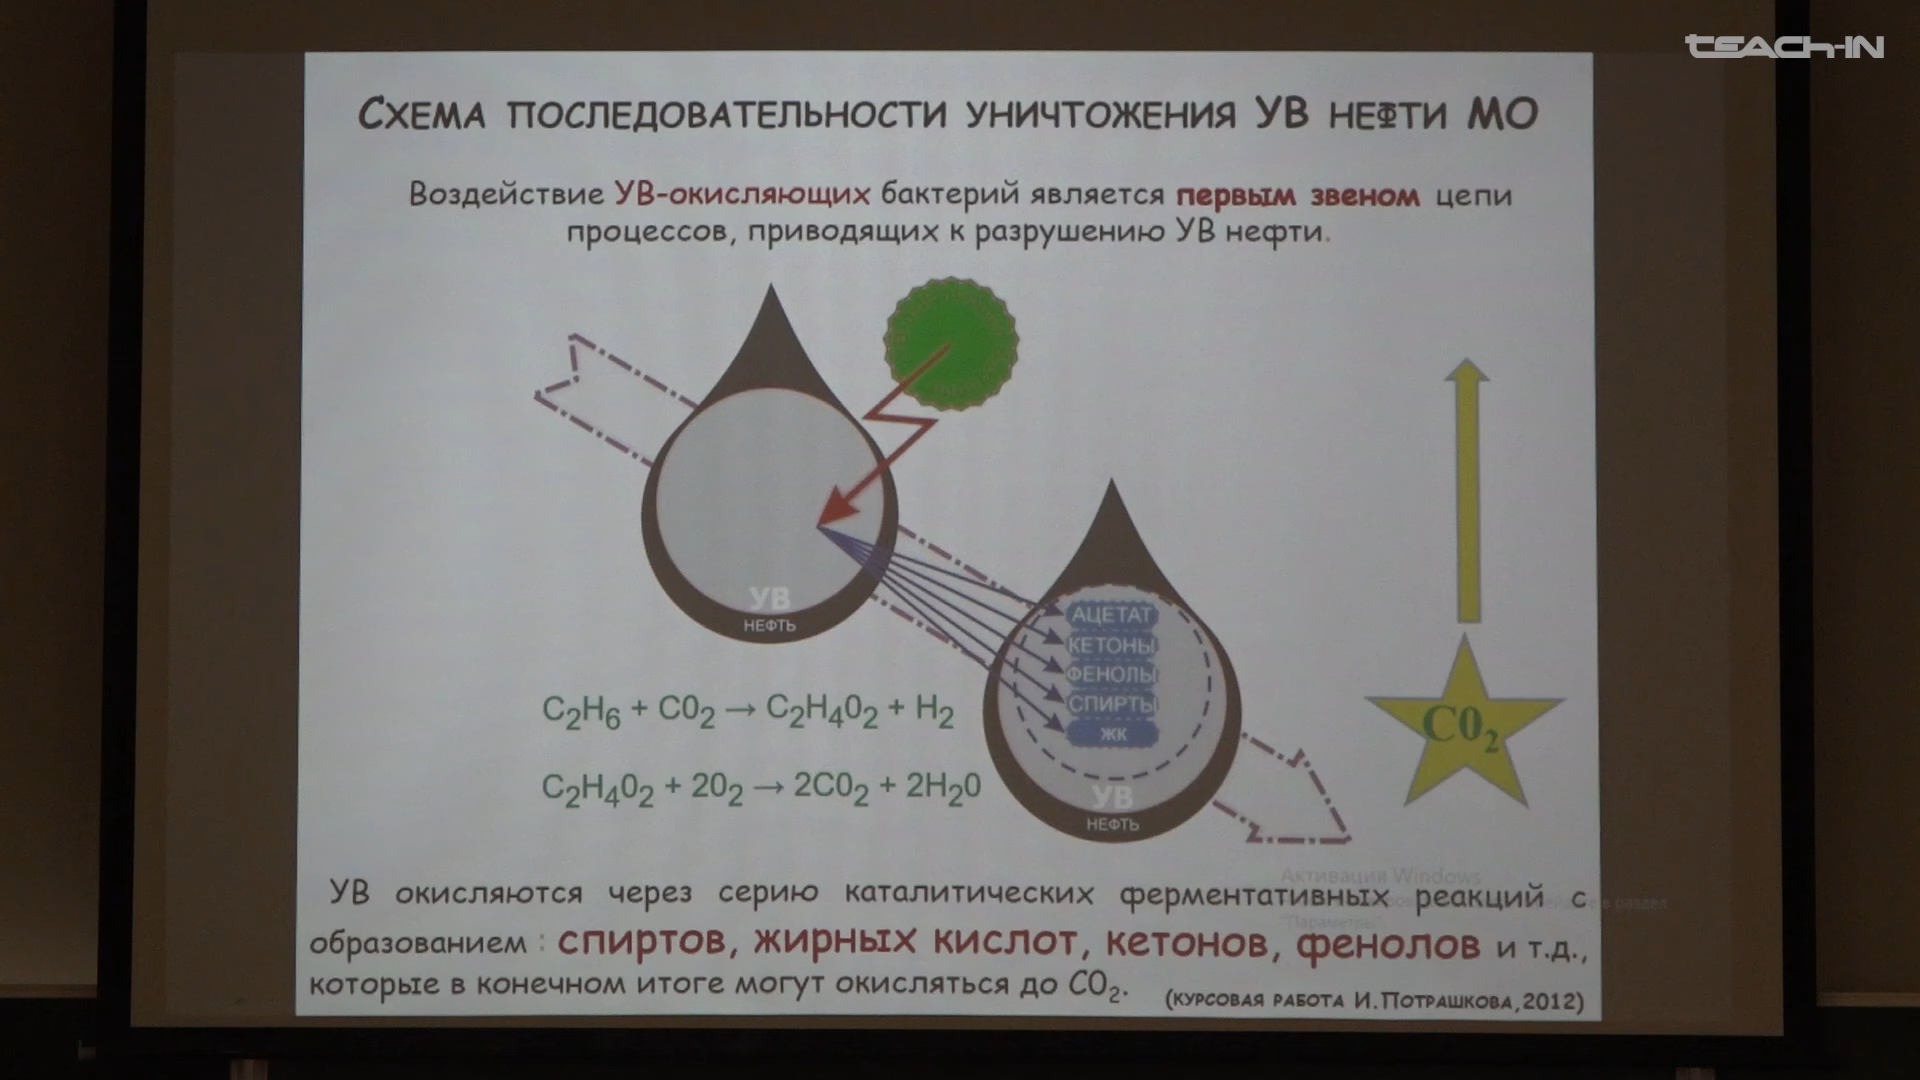 TEACH-IN
Схема последовательности уничтожения УВ нефти МО
Воздействие УВ-окисляющих бактерий является первым звеном цепи
процессов, приводящих к разрушению УВ нефти.
УВ
НЕФТЬ
АЦЕТАТ
КЕТОНЫ
ФЕНОЛЫ
СПИРТЫ
ЖК
УВ
НЕФТЬ
C₂H₆ + C0₂ → C₂H₄0₂ + H₂
C₂H₄0₂ + 20₂ → 2C0₂ + 2H₂0
C0₂
Активация Windows
"Параметры"
УВ окисляются через серию каталитических ферментативных реакций с
образованием : спиртов, жирных кислот, кетонов, фенолов и т.д.,
которые в конечном итоге могут окисляться до CO₂.
(курсовая работа И.Потрашкова,2012)